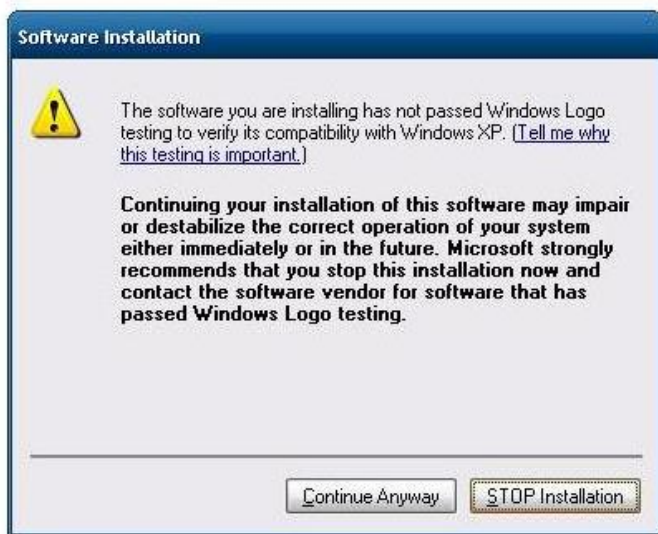 Software Installation
The software you are installing has not passed Windows Logo
testing to verify its compatibility with Windows XP. (Tell me why
this testing is important.)
Continuing your installation of this software may impair
or destabilize the correct operation of your system
either immediately or in the future. Microsoft strongly
recommends that you stop this installation now and
contact the software vendor for software that has
passed Windows Logo testing.
Continue Anyway
STOP Installation